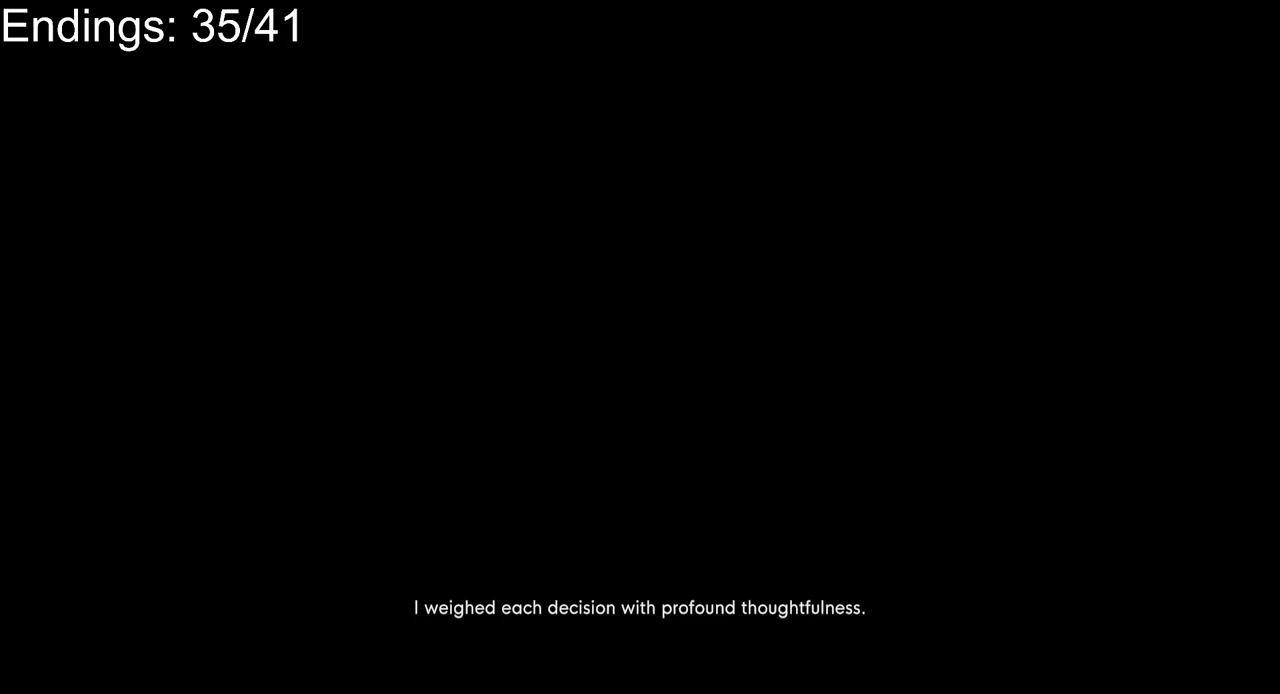 Endings: 35/41
I weighed each decision with profound thoughtfulness.